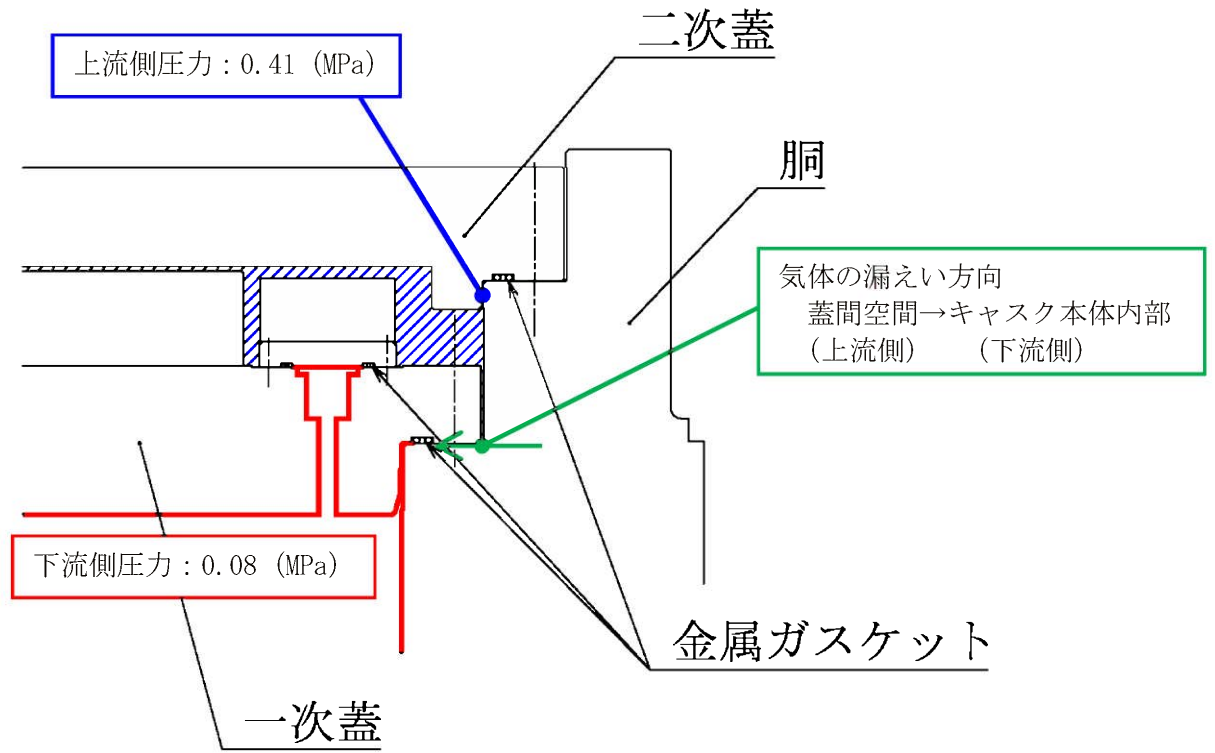 二次蓋
上流側圧力：0.41 (MPa)
胴
気体の漏えい方向
蓋間空間→キャスク本体内部
(上流側) (下流側)
下流側圧力：0.08 (MPa)
金属ガスケット
一次蓋